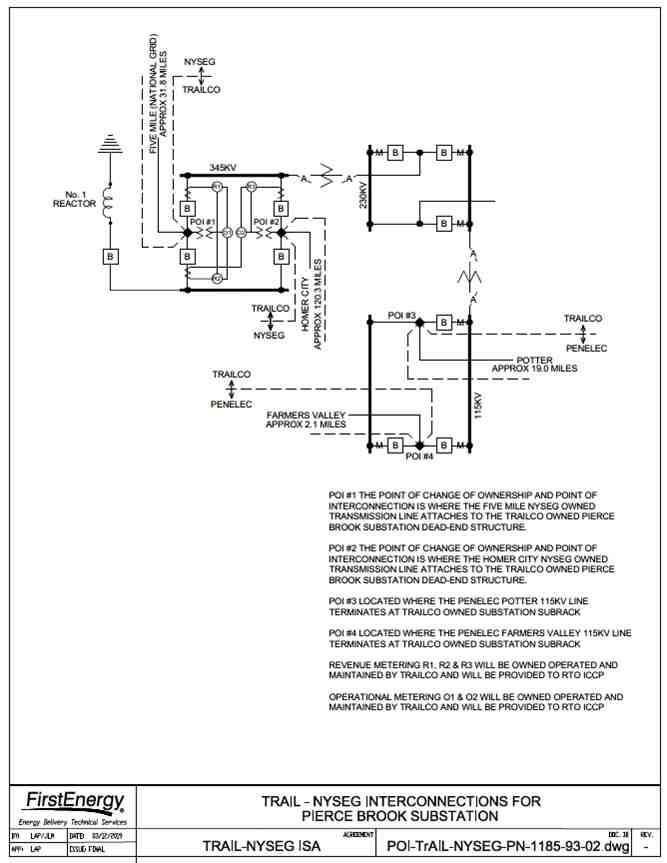 NYSEG
TRAILCO
FIVE MILE (NATIONAL GRID)
APPROX 31.8 MILES
345KV
No. 1
REACTOR
B
R1
R3
B
B
POI #1
POI #2
O1
O2
B
B
R2
A
A
230KV
M
B
B
M
B
M
A
A
HOMER CITY
APPROX 120.3 MILES
TRAILCO
NYSEG
POI #3
B
M
TRAILCO
PENELEC
POTTER
APPROX 19.0 MILES
TRAILCO
PENELEC
115KV
FARMERS VALLEY
APPROX 2.1 MILES
M
B
B
M
POI #4
POI #1 THE POINT OF CHANGE OF OWNERSHIP AND POINT OF
INTERCONNECTION IS WHERE THE FIVE MILE NYSEG OWNED
TRANSMISSION LINE ATTACHES TO THE TRAILCO OWNED PIERCE
BROOK SUBSTATION DEAD-END STRUCTURE.
POI #2 THE POINT OF CHANGE OF OWNERSHIP AND POINT OF
INTERCONNECTION IS WHERE THE HOMER CITY NYSEG OWNED
TRANSMISSION LINE ATTACHES TO THE TRAILCO OWNED PIERCE
BROOK SUBSTATION DEAD-END STRUCTURE.
POI #3 LOCATED WHERE THE PENELEC POTTER 115KV LINE
TERMINATES AT TRAILCO OWNED SUBSTATION SUBRACK
POI #4 LOCATED WHERE THE PENELEC FARMERS VALLEY 115KV LINE
TERMINATES AT TRAILCO OWNED SUBSTATION SUBRACK
REVENUE METERING R1, R2 & R3 WILL BE OWNED OPERATED AND
MAINTAINED BY TRAILCO AND WILL BE PROVIDED TO RTO ICCP
OPERATIONAL METERING O1 & O2 WILL BE OWNED OPERATED AND
MAINTAINED BY TRAILCO AND WILL BE PROVIDED TO RTO ICCP
FirstEnergy®
Energy Delivery Technical Services
TRAIL – NYSEG INTERCONNECTIONS FOR
PIERCE BROOK SUBSTATION
BY: LAP/JLM DATE: 03/12/2019
APP: LAP ISSUE: FINAL
AGREEMENT
TRAIL-NYSEG ISA
DOC. ID
POI-TrAIL-NYSEG-PN-1185-93-02.dwg
REV.
-